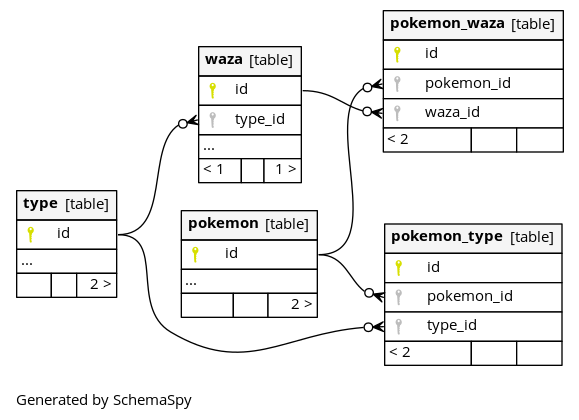 pokemon_waza [table]
id
pokemon_id
waza_id
< 2
waza [table]
id
type_id
...
< 1 1 >
type [table]
id
...
2 >
pokemon [table]
id
...
2 >
pokemon_type [table]
id
pokemon_id
type_id
< 2
Generated by SchemaSpy